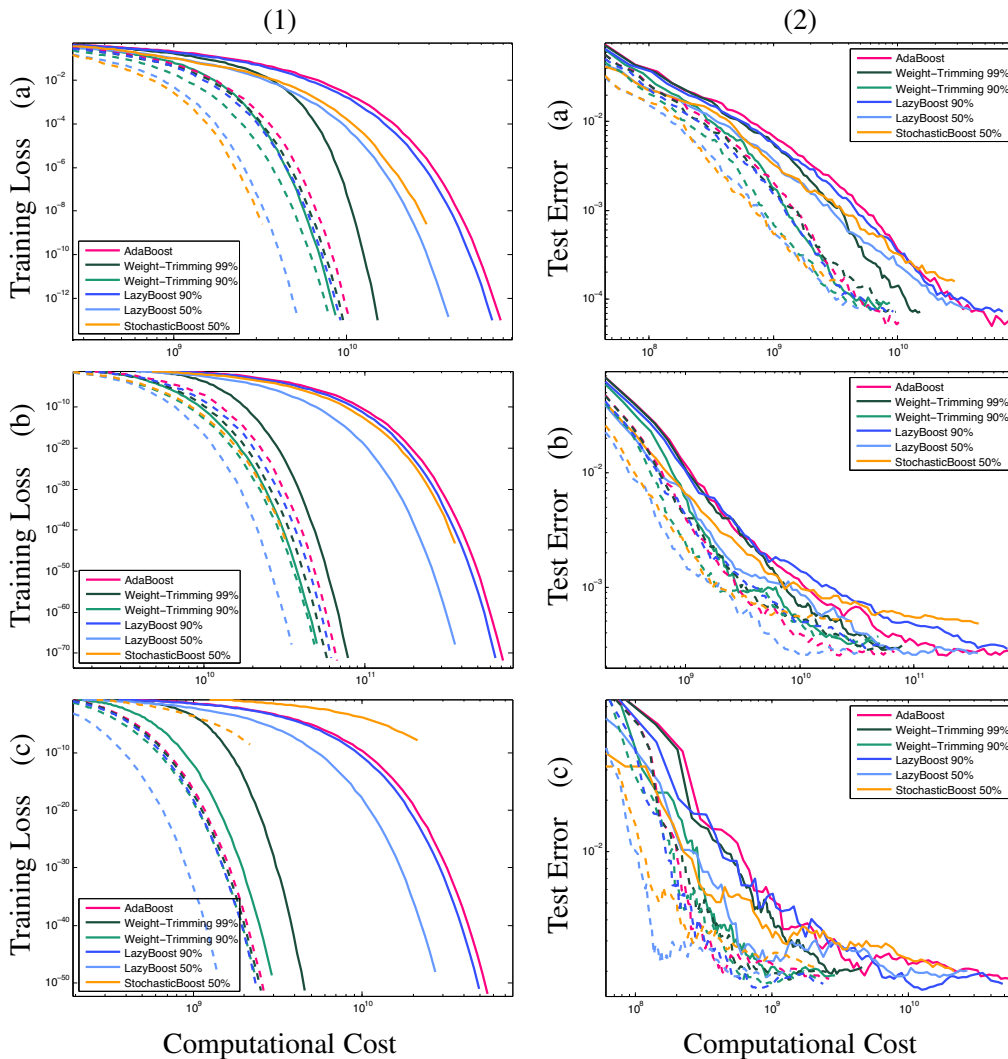 (1)
(2)
Training Loss (a)
10^-2
10^-4
10^-6
10^-8
10^-10
10^-12
AdaBoost
Weight-Trimming 99%
Weight-Trimming 90%
LazyBoost 90%
LazyBoost 50%
StochasticBoost 50%
10^9
10^10
Test Error (a)
10^-2
10^-3
10^-4
AdaBoost
Weight-Trimming 99%
Weight-Trimming 90%
LazyBoost 90%
LazyBoost 50%
StochasticBoost 50%
10^8
10^9
10^10
Training Loss (b)
10^-10
10^-20
10^-30
10^-40
10^-50
10^-60
10^-70
AdaBoost
Weight-Trimming 99%
Weight-Trimming 90%
LazyBoost 90%
LazyBoost 50%
StochasticBoost 50%
10^10
10^11
Test Error (b)
10^-2
10^-3
AdaBoost
Weight-Trimming 99%
Weight-Trimming 90%
LazyBoost 90%
LazyBoost 50%
StochasticBoost 50%
10^9
10^10
10^11
Training Loss (c)
10^-10
10^-20
10^-30
10^-40
10^-50
AdaBoost
Weight-Trimming 99%
Weight-Trimming 90%
LazyBoost 90%
LazyBoost 50%
StochasticBoost 50%
10^9
10^10
Test Error (c)
10^-2
AdaBoost
Weight-Trimming 99%
Weight-Trimming 90%
LazyBoost 90%
LazyBoost 50%
StochasticBoost 50%
10^8
10^9
10^10
Computational Cost
Computational Cost